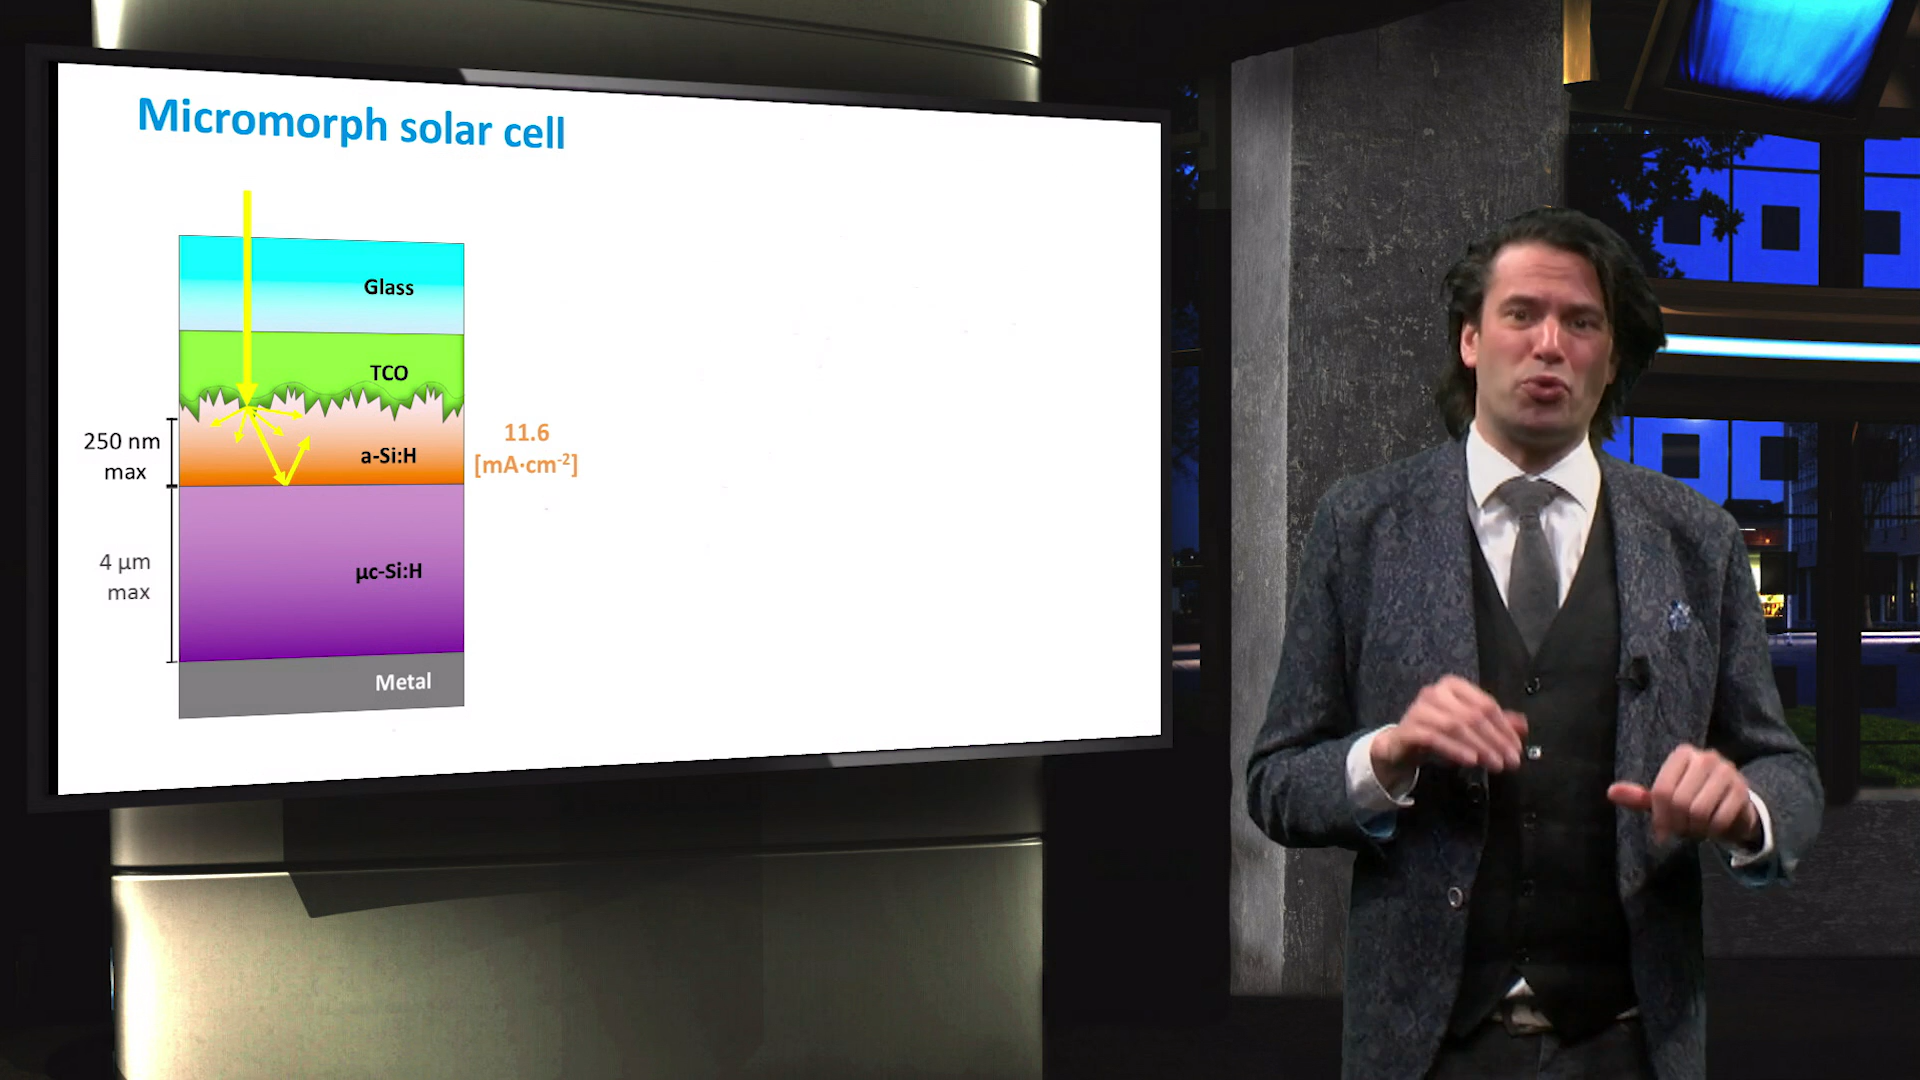 Micromorph solar cell
Glass
TCO
250 nm
max
a-Si:H
11.6
[mA·cm-2]
4 µm
max
µc-Si:H
Metal